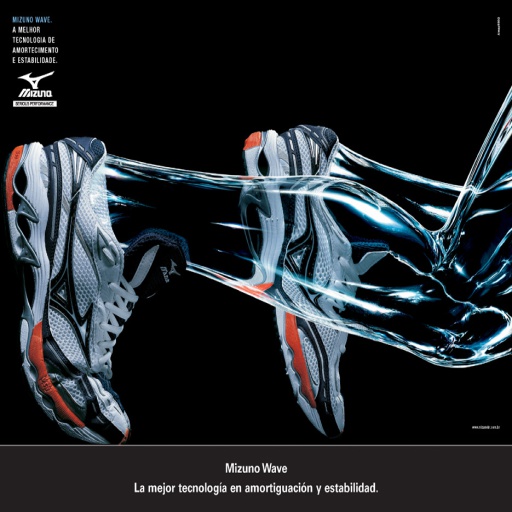 MIZUNO WAVE.
A MELHOR
TECNOLOGIA DE
AMORTECIMENTO
E ESTABILIDADE.
Mizuno
SERIOUS PERFORMANCE
Mizuno Wave
La mejor tecnología en amortiguación y estabilidad.